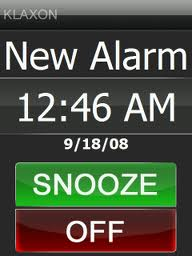 KLAXON
New Alarm
12:46 AM
9/18/08
SNOOZE
OFF